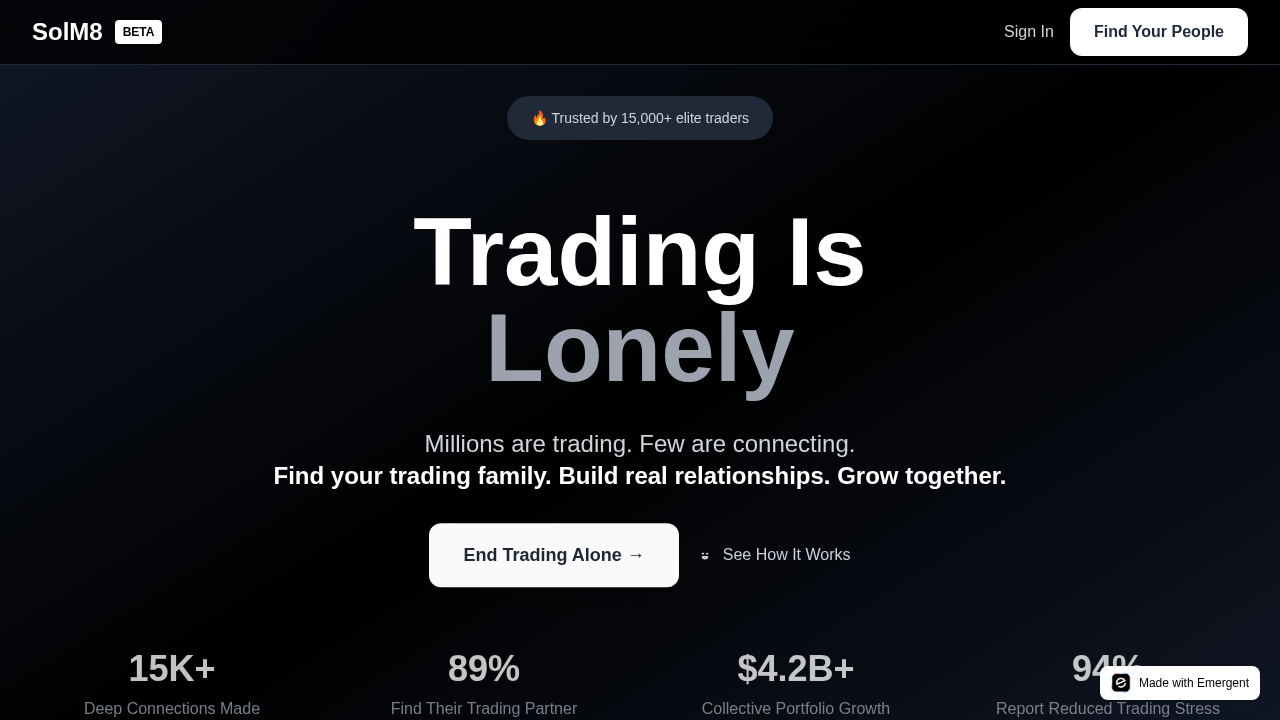 SolM8
BETA
Sign In
Find Your People
🔥 Trusted by 15,000+ elite traders
Trading Is
Lonely
Millions are trading. Few are connecting.
Find your trading family. Build real relationships. Grow together.
End Trading Alone →
See How It Works
15K+
89%
$4.2B+
94%
Deep Connections Made
Find Their Trading Partner
Collective Portfolio Growth
Report Reduced Trading Stress
Made with Emergent